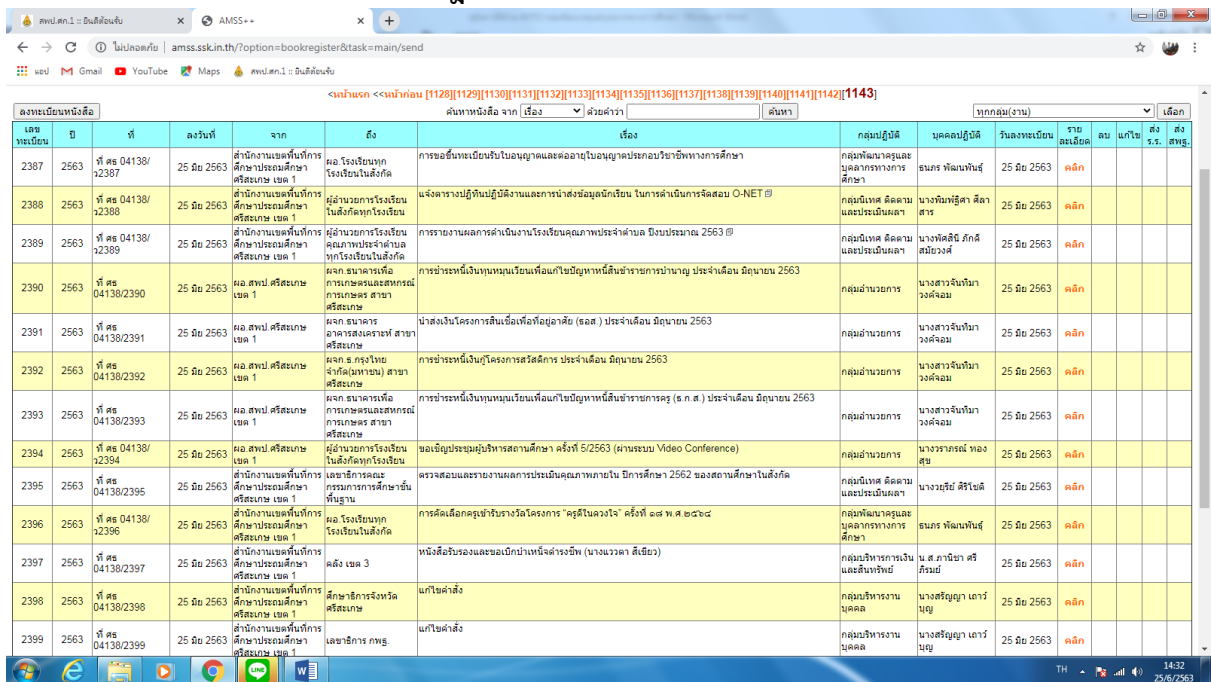 สพป.ศก.1 :: ยินดีต้อนรับ
AMSS++
ไม่ปลอดภัย | amss.ssk.in.th/?option=bookregister&task=main/send
แอป Gmail YouTube Maps สพป.ศก.1 :: ยินดีต้อนรับ
<หน้าแรก <<หน้าก่อน [1128][1129][1130][1131][1132][1133][1134][1135][1136][1137][1138][1139][1140][1141][1142][1143]
ลงทะเบียนหนังสือ ค้นหาหนังสือ จาก เรื่อง ด้วยคำว่า ค้นหา ทุกกลุ่ม(งาน) เลือก
เลขทะเบียน ปี ที่ ลงวันที่ จาก ถึง เรื่อง กลุ่มปฏิบัติ บุคคลปฏิบัติ วันลงทะเบียน รายละเอียด ลบ แก้ไข ส่ง ร.ร. ส่ง สพฐ.
2387 2563 ที่ ศธ 04138/ว2387 25 มิย 2563 สำนักงานเขตพื้นที่การศึกษาประถมศึกษาศรีสะเกษ เขต 1 ผอ.โรงเรียนทุกโรงเรียนในสังกัด การขอขึ้นทะเบียนรับใบอนุญาตและต่ออายุใบอนุญาตประกอบวิชาชีพทางการศึกษา กลุ่มพัฒนาครูและบุคลากรทางการศึกษา ธนภร พัฒนพันธุ์ 25 มิย 2563 คลิก
2388 2563 ที่ ศธ 04138/ว2388 25 มิย 2563 สำนักงานเขตพื้นที่การศึกษาประถมศึกษาศรีสะเกษ เขต 1 ผู้อำนวยการโรงเรียนในสังกัดทุกโรงเรียน แจ้งตารางปฏิทินปฏิบัติงานและการนำส่งข้อมูลนักเรียน ในการดำเนินการจัดสอบ O-NET กลุ่มนิเทศ ติดตามและประเมินผลฯ นางพิมพ์ฐิศา ศิลาสาร 25 มิย 2563 คลิก
2389 2563 ที่ ศธ 04138/ว2389 25 มิย 2563 สำนักงานเขตพื้นที่การศึกษาประถมศึกษาศรีสะเกษ เขต 1 ผู้อำนวยการโรงเรียนคุณภาพประจำตำบลทุกโรงเรียนในสังกัด การรายงานผลการดำเนินงานโรงเรียนคุณภาพประจำตำบล ปีงบประมาณ 2563 กลุ่มนิเทศ ติดตามและประเมินผลฯ นางพัศสินี ภักดีสมัยวงศ์ 25 มิย 2563 คลิก
2390 2563 ที่ ศธ 04138/2390 25 มิย 2563 ผอ.สพป.ศรีสะเกษ เขต 1 ผจก.ธนาคารเพื่อการเกษตรและสหกรณ์การเกษตร สาขาศรีสะเกษ การชำระหนี้เงินทุนหมุนเวียนเพื่อแก้ไขปัญหาหนี้สินข้าราชการบำนาญ ประจำเดือน มิถุนายน 2563 กลุ่มอำนวยการ นางสาวจันทิมา วงศ์จอม 25 มิย 2563 คลิก
2391 2563 ที่ ศธ 04138/2391 25 มิย 2563 ผอ.สพป.ศรีสะเกษ เขต 1 ผจก.ธนาคารอาคารสงเคราะห์ สาขาศรีสะเกษ นำส่งเงินโครงการสินเชื่อเพื่อที่อยู่อาศัย (ธอส.) ประจำเดือน มิถุนายน 2563 กลุ่มอำนวยการ นางสาวจันทิมา วงศ์จอม 25 มิย 2563 คลิก
2392 2563 ที่ ศธ 04138/2392 25 มิย 2563 ผอ.สพป.ศรีสะเกษ เขต 1 ผจก.ธ.กรุงไทย จำกัด(มหาชน) สาขาศรีสะเกษ การชำระหนี้เงินกู้โครงการสวัสดิการ ประจำเดือน มิถุนายน 2563 กลุ่มอำนวยการ นางสาวจันทิมา วงศ์จอม 25 มิย 2563 คลิก
2393 2563 ที่ ศธ 04138/2393 25 มิย 2563 ผอ.สพป.ศรีสะเกษ เขต 1 ผจก.ธนาคารเพื่อการเกษตรและสหกรณ์การเกษตร สาขาศรีสะเกษ การชำระหนี้เงินทุนหมุนเวียนเพื่อแก้ไขปัญหาหนี้สินข้าราชการครู (ธ.ก.ส.) ประจำเดือน มิถุนายน 2563 กลุ่มอำนวยการ นางสาวจันทิมา วงศ์จอม 25 มิย 2563 คลิก
2394 2563 ที่ ศธ 04138/ว2394 25 มิย 2563 ผอ.สพป.ศรีสะเกษ เขต 1 ผู้อำนวยการโรงเรียนในสังกัดทุกโรงเรียน ขอเชิญประชุมผู้บริหารสถานศึกษา ครั้งที่ 5/2563 (ผ่านระบบ Video Conference) กลุ่มอำนวยการ นางวราภรณ์ ทองสุข 25 มิย 2563 คลิก
2395 2563 ที่ ศธ 04138/2395 25 มิย 2563 สำนักงานเขตพื้นที่การศึกษาประถมศึกษาศรีสะเกษ เขต 1 เลขาธิการคณะกรรมการการศึกษาขั้นพื้นฐาน ตรวจสอบและรายงานผลการประเมินคุณภาพภายใน ปีการศึกษา 2562 ของสถานศึกษาในสังกัด กลุ่มนิเทศ ติดตามและประเมินผลฯ นางวยุรีย์ ศิริโชติ 25 มิย 2563 คลิก
2396 2563 ที่ ศธ 04138/ว2396 25 มิย 2563 สำนักงานเขตพื้นที่การศึกษาประถมศึกษาศรีสะเกษ เขต 1 ผอ.โรงเรียนทุกโรงเรียนในสังกัด การคัดเลือกครูเข้ารับรางวัลโครงการ "ครูดีในดวงใจ" ครั้งที่ ๑๘ พ.ศ.๒๕๖๔ กลุ่มพัฒนาครูและบุคลากรทางการศึกษา ธนภร พัฒนพันธุ์ 25 มิย 2563 คลิก
2397 2563 ที่ ศธ 04138/2397 25 มิย 2563 สำนักงานเขตพื้นที่การศึกษาประถมศึกษาศรีสะเกษ เขต 1 คลัง เขต 3 หนังสือรับรองและขอเบิกบำเหน็จดำรงชีพ (นางแววตา สีเขียว) กลุ่มบริหารการเงินและสินทรัพย์ น.ส.ภานิชา ศรีภิรมย์ 25 มิย 2563 คลิก
2398 2563 ที่ ศธ 04138/2398 25 มิย 2563 สำนักงานเขตพื้นที่การศึกษาประถมศึกษาศรีสะเกษ เขต 1 ศึกษาธิการจังหวัดศรีสะเกษ แก้ไขคำสั่ง กลุ่มบริหารงานบุคคล นางสรัญญา เถาว์บุญ 25 มิย 2563 คลิก
2399 2563 ที่ ศธ 04138/2399 25 มิย 2563 สำนักงานเขตพื้นที่การศึกษาประถมศึกษาศรีสะเกษ เขต 1 เลขาธิการ กพฐ. แก้ไขคำสั่ง กลุ่มบริหารงานบุคคล นางสรัญญา เถาว์บุญ 25 มิย 2563 คลิก
LINE
TH 14:32
25/6/2563